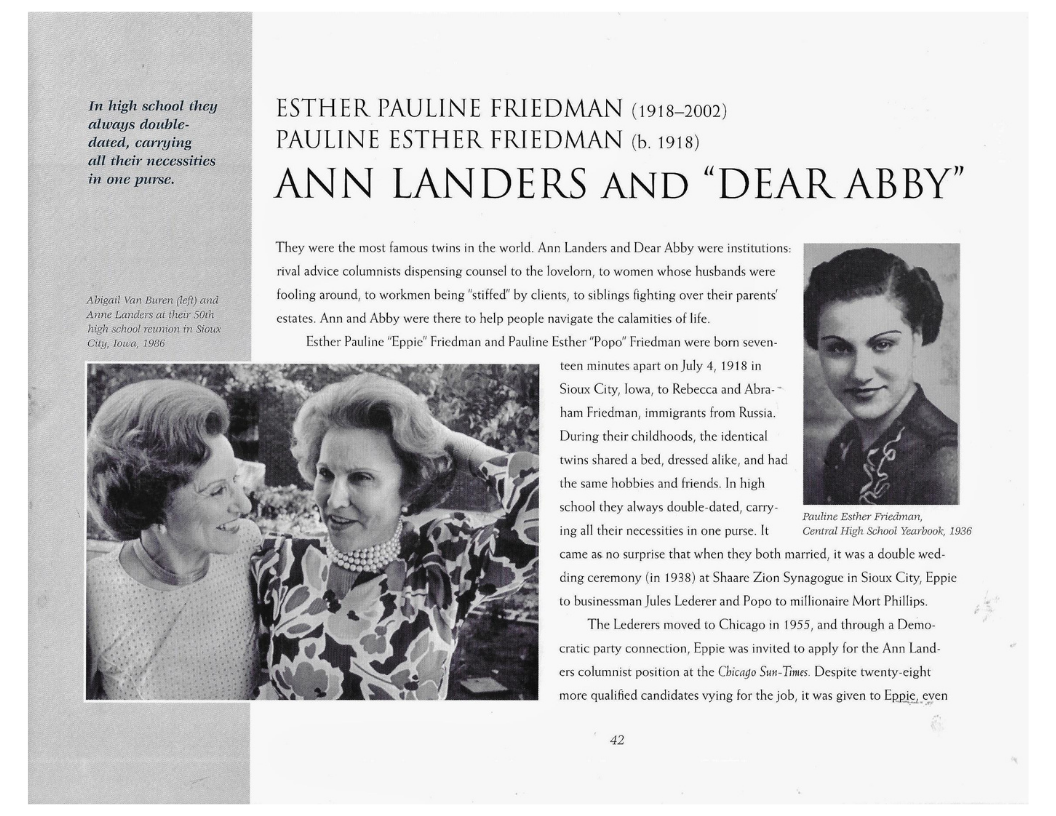 In high school they
always double-
dated, carrying
all their necessities
in one purse.
ESTHER PAULINE FRIEDMAN (1918–2002)
PAULINE ESTHER FRIEDMAN (b. 1918)
ANN LANDERS AND "DEAR ABBY"
Abigail Van Buren (left) and
Anne Landers at their 50th
high school reunion in Sioux
City, Iowa, 1986
They were the most famous twins in the world. Ann Landers and Dear Abby were institutions:
rival advice columnists dispensing counsel to the lovelorn, to women whose husbands were
fooling around, to workmen being "stiffed" by clients, to siblings fighting over their parents'
estates. Ann and Abby were there to help people navigate the calamities of life.
Esther Pauline "Eppie" Friedman and Pauline Esther "Popo" Friedman were born seven-
teen minutes apart on July 4, 1918 in
Sioux City, Iowa, to Rebecca and Abra-
ham Friedman, immigrants from Russia.
During their childhoods, the identical
twins shared a bed, dressed alike, and had
the same hobbies and friends. In high
school they always double-dated, carry-
ing all their necessities in one purse. It
came as no surprise that when they both married, it was a double wed-
ding ceremony (in 1938) at Shaare Zion Synagogue in Sioux City, Eppie
to businessman Jules Lederer and Popo to millionaire Mort Phillips.
The Lederers moved to Chicago in 1955, and through a Demo-
cratic party connection, Eppie was invited to apply for the Ann Land-
ers columnist position at the Chicago Sun-Times. Despite twenty-eight
more qualified candidates vying for the job, it was given to Eppie, even
Pauline Esther Friedman,
Central High School Yearbook, 1936
42